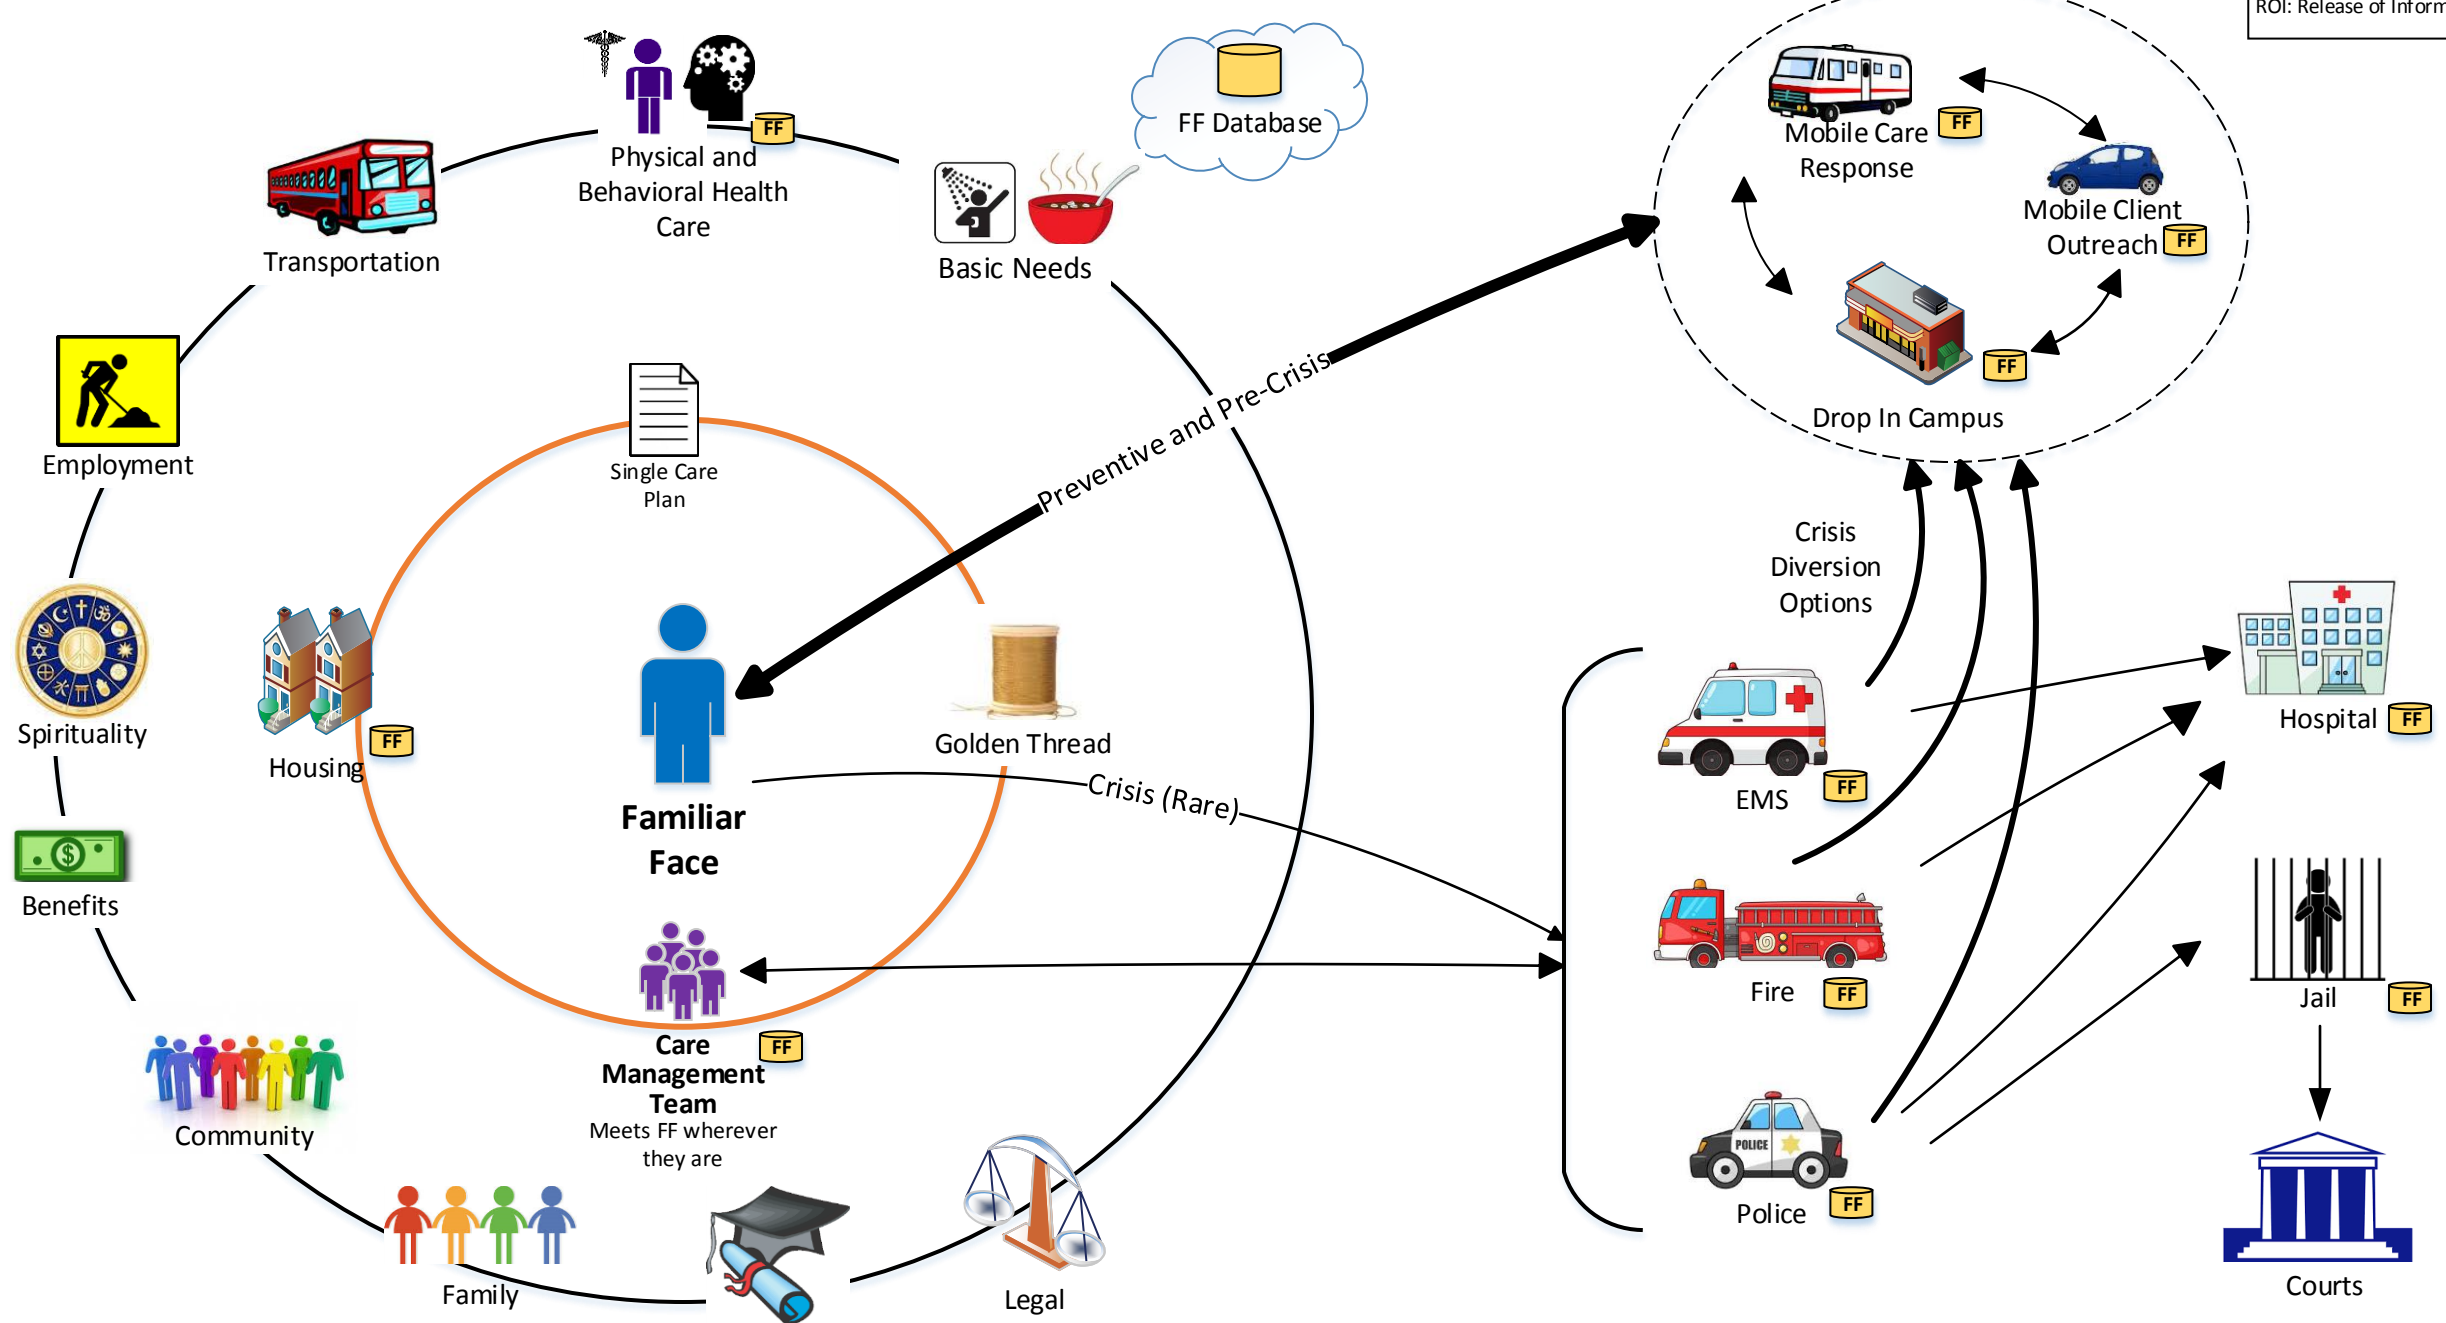 ROI: Release of Inform
FF
Physical and
Behavioral Health
Care
FF Database
Mobile Care
Response
FF
Mobile Client
Outreach
FF
Transportation
Basic Needs
Drop In Campus
FF
Employment
Single Care
Plan
Preventive and Pre-Crisis
Crisis
Diversion
Options
Spirituality
Housing
FF
Golden Thread
Familiar
Face
Crisis (Rare)
Hospital
FF
EMS
FF
Benefits
Fire
FF
Jail
FF
Care
Management
Team
FF
Meets FF wherever
they are
Community
POLICE
Police
FF
Family
Legal
Courts